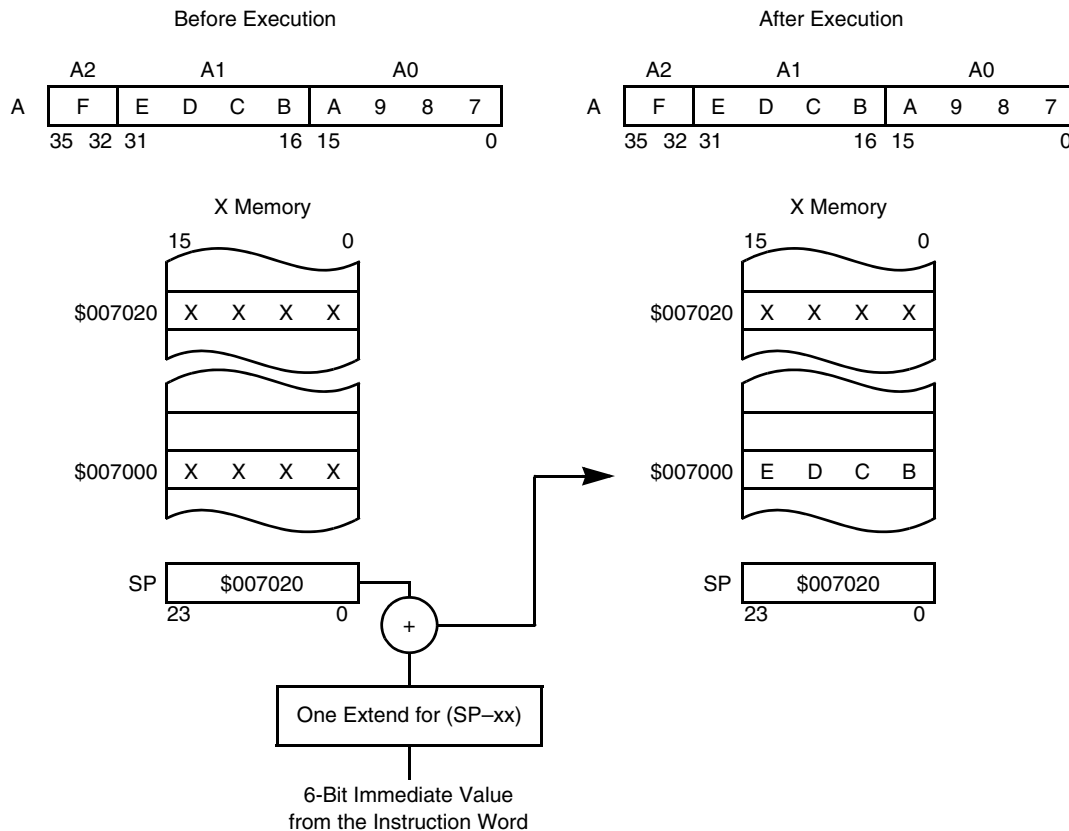 Before Execution
After Execution
A2 A1 A0
A2 A1 A0
A F E D C B A 9 8 7
A F E D C B A 9 8 7
35 32 31 16 15 0
35 32 31 16 15 0
X Memory
X Memory
15 0
15 0
$007020 X X X X
$007020 X X X X
$007000 X X X X
$007000 E D C B
SP $007020
SP $007020
23 0
23 0
+
One Extend for (SP–xx)
6-Bit Immediate Value
from the Instruction Word